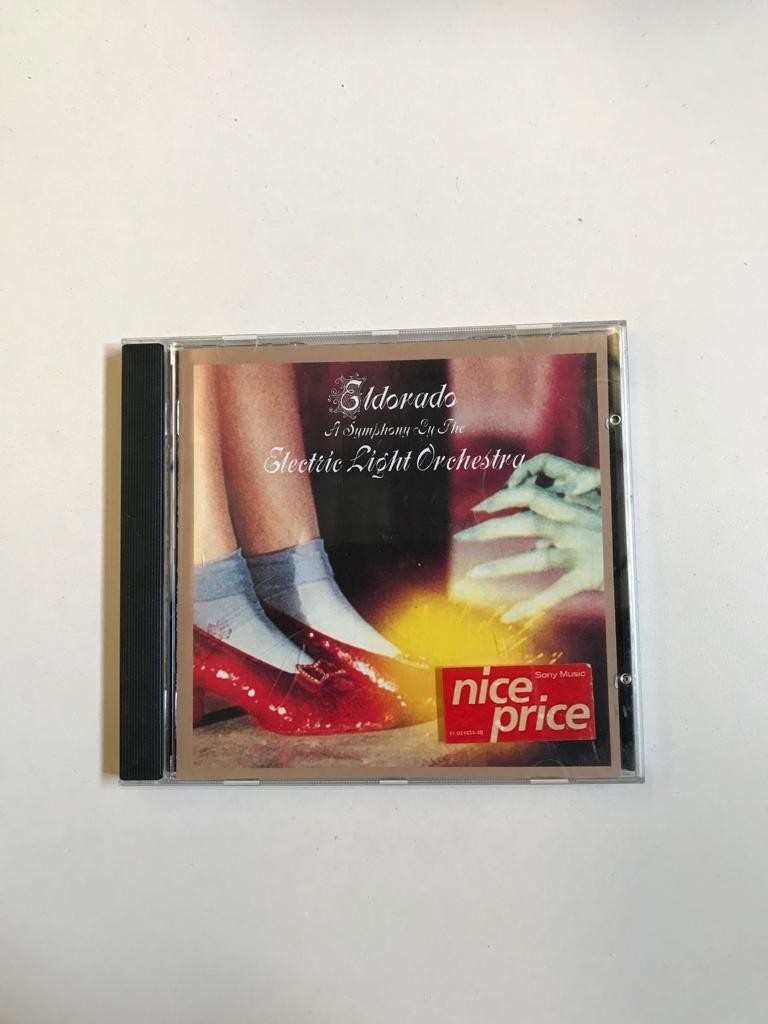 Eldorado
A Symphony By The
Electric Light Orchestra
Sony Music
nice
price